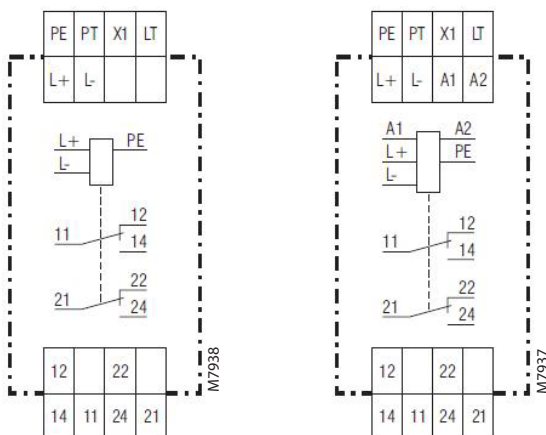 PE PT X1 LT
L+ L-
L+ PE
L-
12
11 14
22
21 24
12 22
14 11 24 21
M7938
PE PT X1 LT
L+ L- A1 A2
A1 A2
L+ PE
L-
12
11 14
22
21 24
12 22
14 11 24 21
M7937